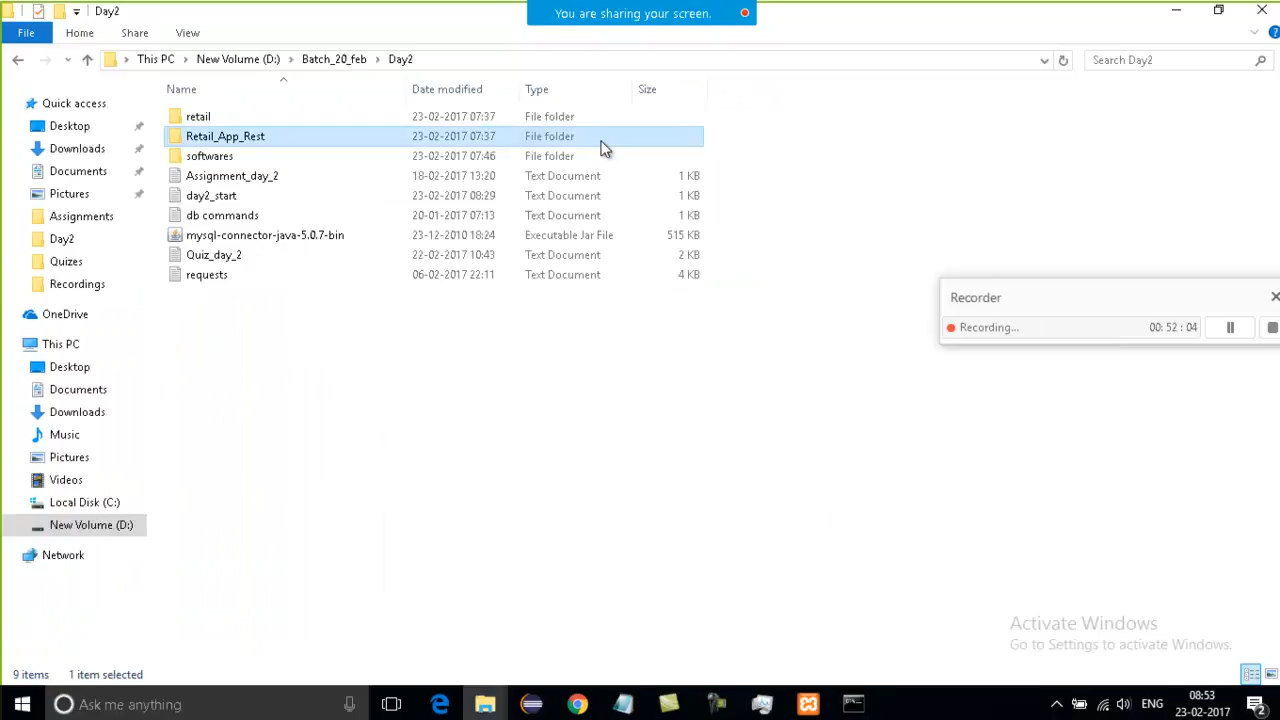 Day2
You are sharing your screen.
File Home Share View
This PC New Volume (D:) Batch_20_feb Day2
Search Day2
Name Date modified Type Size
retail 23-02-2017 07:37 File folder
Retail_App_Rest 23-02-2017 07:37 File folder
softwares 23-02-2017 07:46 File folder
Assignment_day_2 18-02-2017 13:20 Text Document 1 KB
day2_start 23-02-2017 08:29 Text Document 1 KB
db commands 20-01-2017 07:13 Text Document 1 KB
mysql-connector-java-5.0.7-bin 23-12-2010 18:24 Executable Jar File 515 KB
Quiz_day_2 22-02-2017 10:43 Text Document 2 KB
requests 06-02-2017 22:11 Text Document 4 KB
Quick access
Desktop
Downloads
Documents
Pictures
Assignments
Day2
Quizes
Recordings
OneDrive
This PC
Desktop
Documents
Downloads
Music
Pictures
Videos
Local Disk (C:)
New Volume (D:)
Network
Recorder
Recording... 00: 52 : 04
Activate Windows
Go to Settings to activate Windows.
9 items 1 item selected
Ask me anything
ENG
08:53
23-02-2017
2